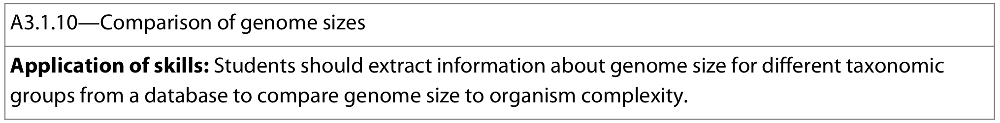 A3.1.10—Comparison of genome sizes
Application of skills: Students should extract information about genome size for different taxonomic
groups from a database to compare genome size to organism complexity.